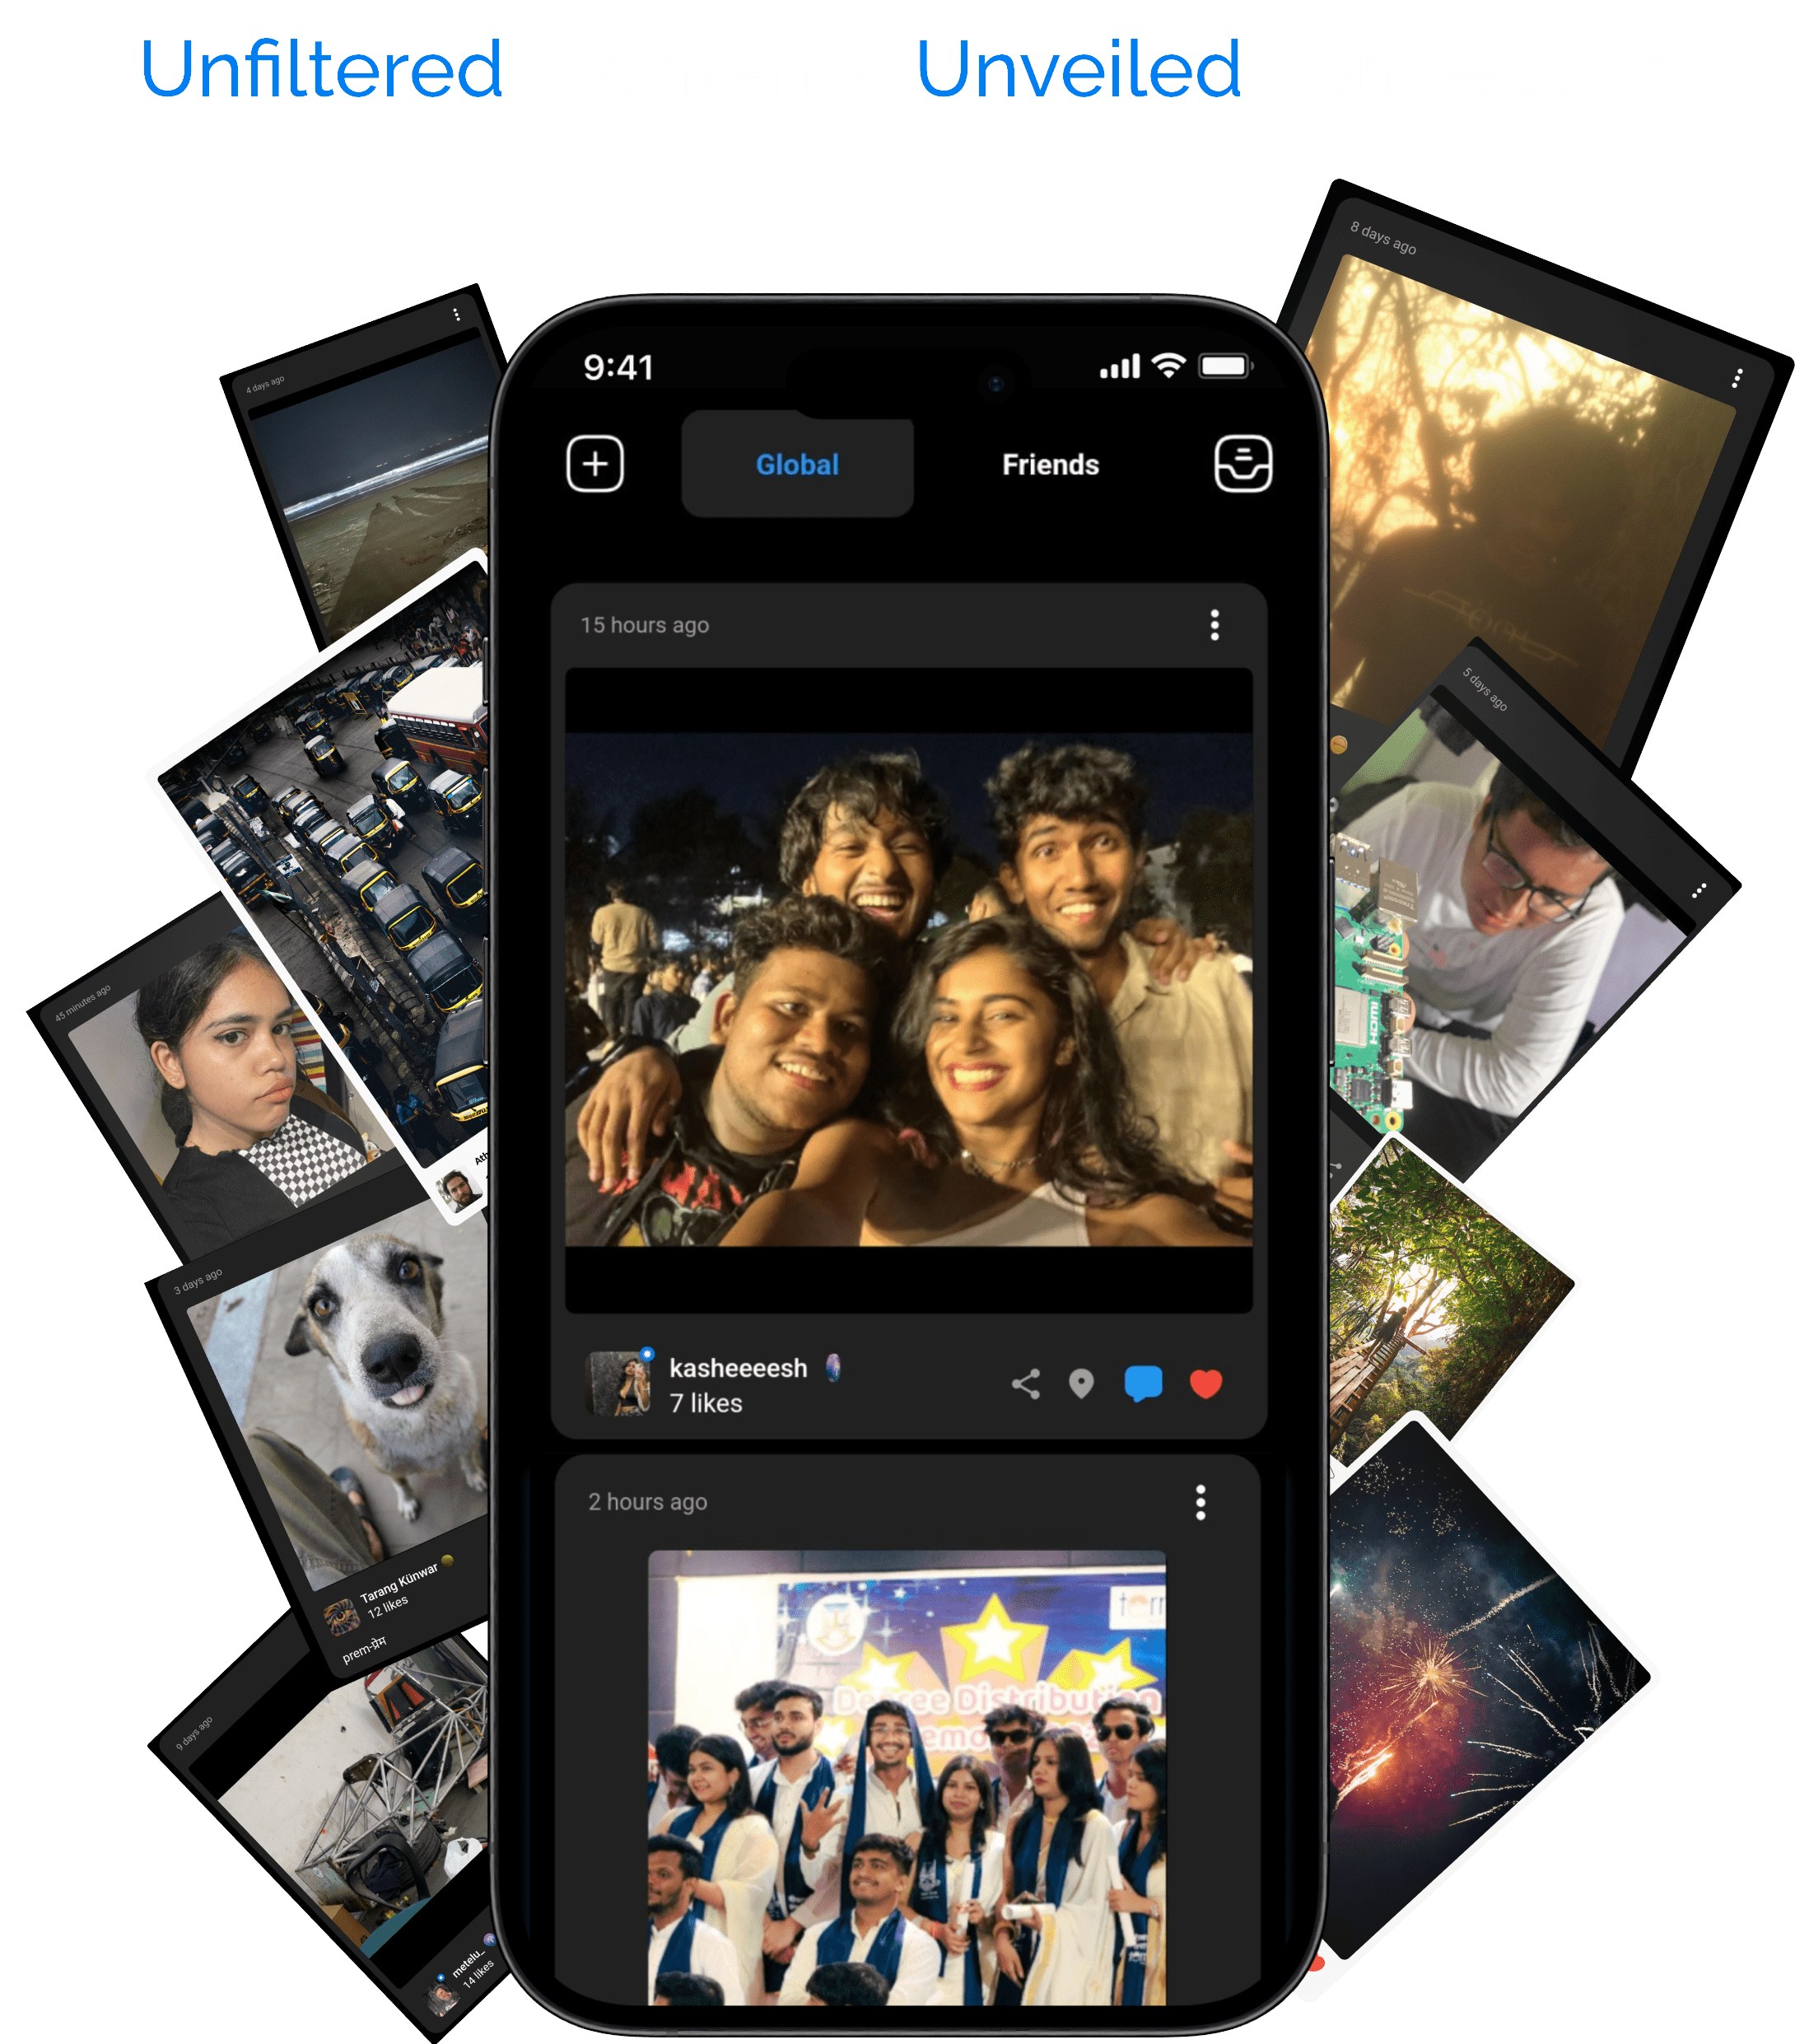 Unfiltered
Unveiled
8 days ago
4 days ago
9:41
Global
Friends
15 hours ago
5 days ago
45 minutes ago
3 days ago
kasheeeesh
7 likes
2 hours ago
Tarang Künwar
12 likes
prem-प्रेम
Degree Distribution
9 days ago
metelu_
14 likes